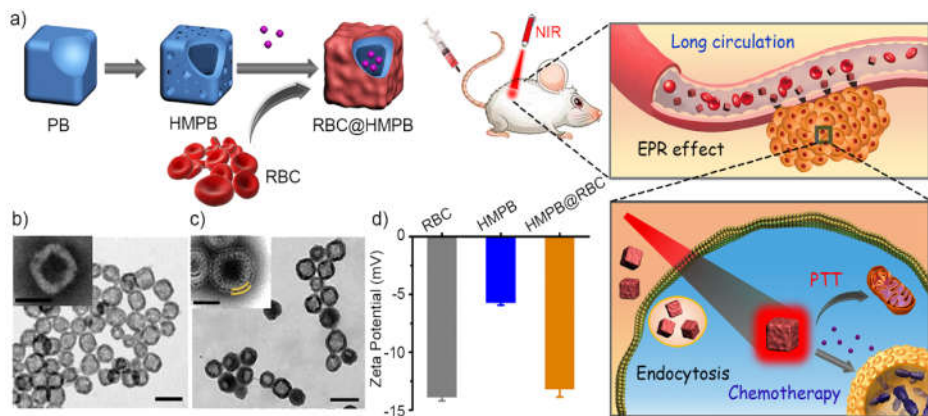 a)
PB
HMPB
RBC@HMPB
RBC
NIR
Long circulation
EPR effect
b)
c)
d)
RBC
HMPB
HMPB@RBC
0
-5
-10
-15
Zeta Potential (mV)
PTT
Endocytosis
Chemotherapy